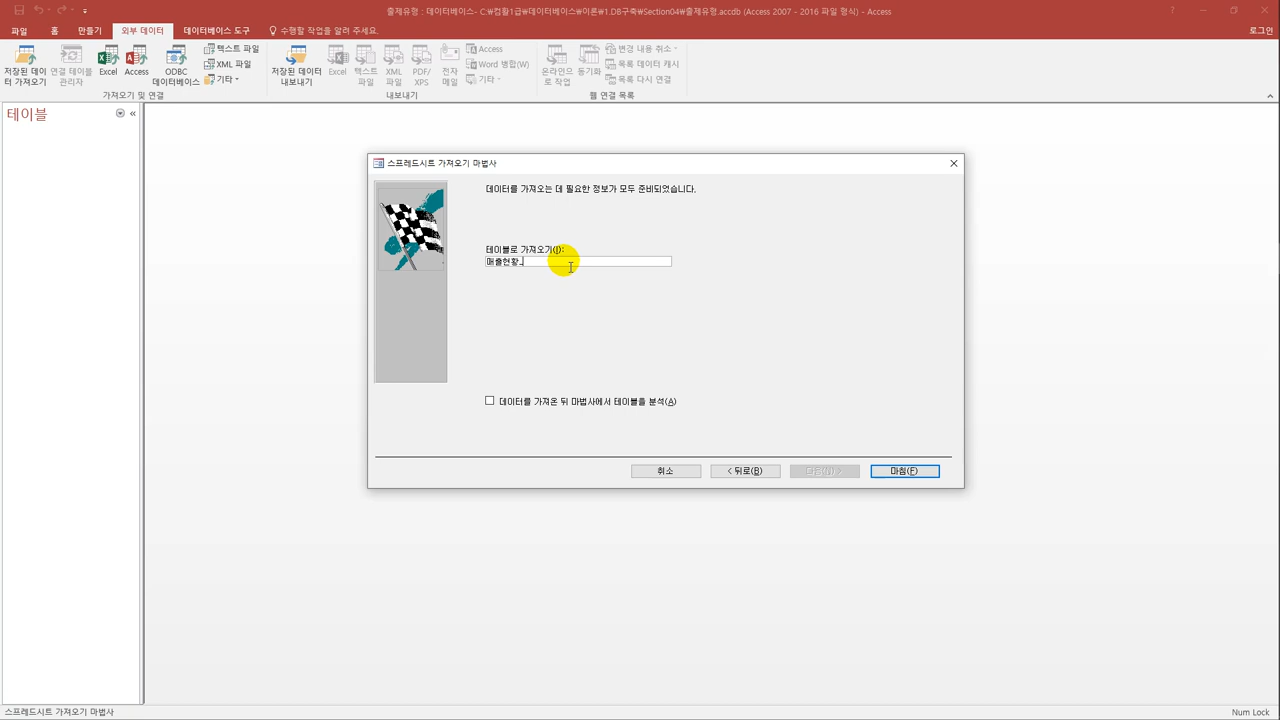 출제유형 : 데이터베이스- C:₩컴활1급₩데이터베이스₩이론₩1.DB구축₩Section04₩출제유형.accdb (Access 2007 - 2016 파일 형식) - Access
파일 홈 만들기 외부 데이터 데이터베이스 도구 수행할 작업을 알려 주세요. 로그인
저장된 데이터 가져오기
연결 테이블 관리자
Excel
Access
ODBC 데이터베이스
텍스트 파일
XML 파일
기타
가져오기 및 연결
저장된 데이터 내보내기
Excel
텍스트 파일
XML 파일
PDF/XPS
전자 메일
Access
Word 병합(W)
기타
내보내기
온라인으로 작업
동기화
변경 내용 취소
목록 데이터 캐시
목록 다시 연결
웹 연결 목록
테이블
스프레드시트 가져오기 마법사
데이터를 가져오는 데 필요한 정보가 모두 준비되었습니다.
테이블로 가져오기(I):
매출현황_
데이터를 가져온 뒤 마법사에서 테이블을 분석(A)
취소 < 뒤로(B) 다음(N) > 마침(F)
스프레드시트 가져오기 마법사 Num Lock